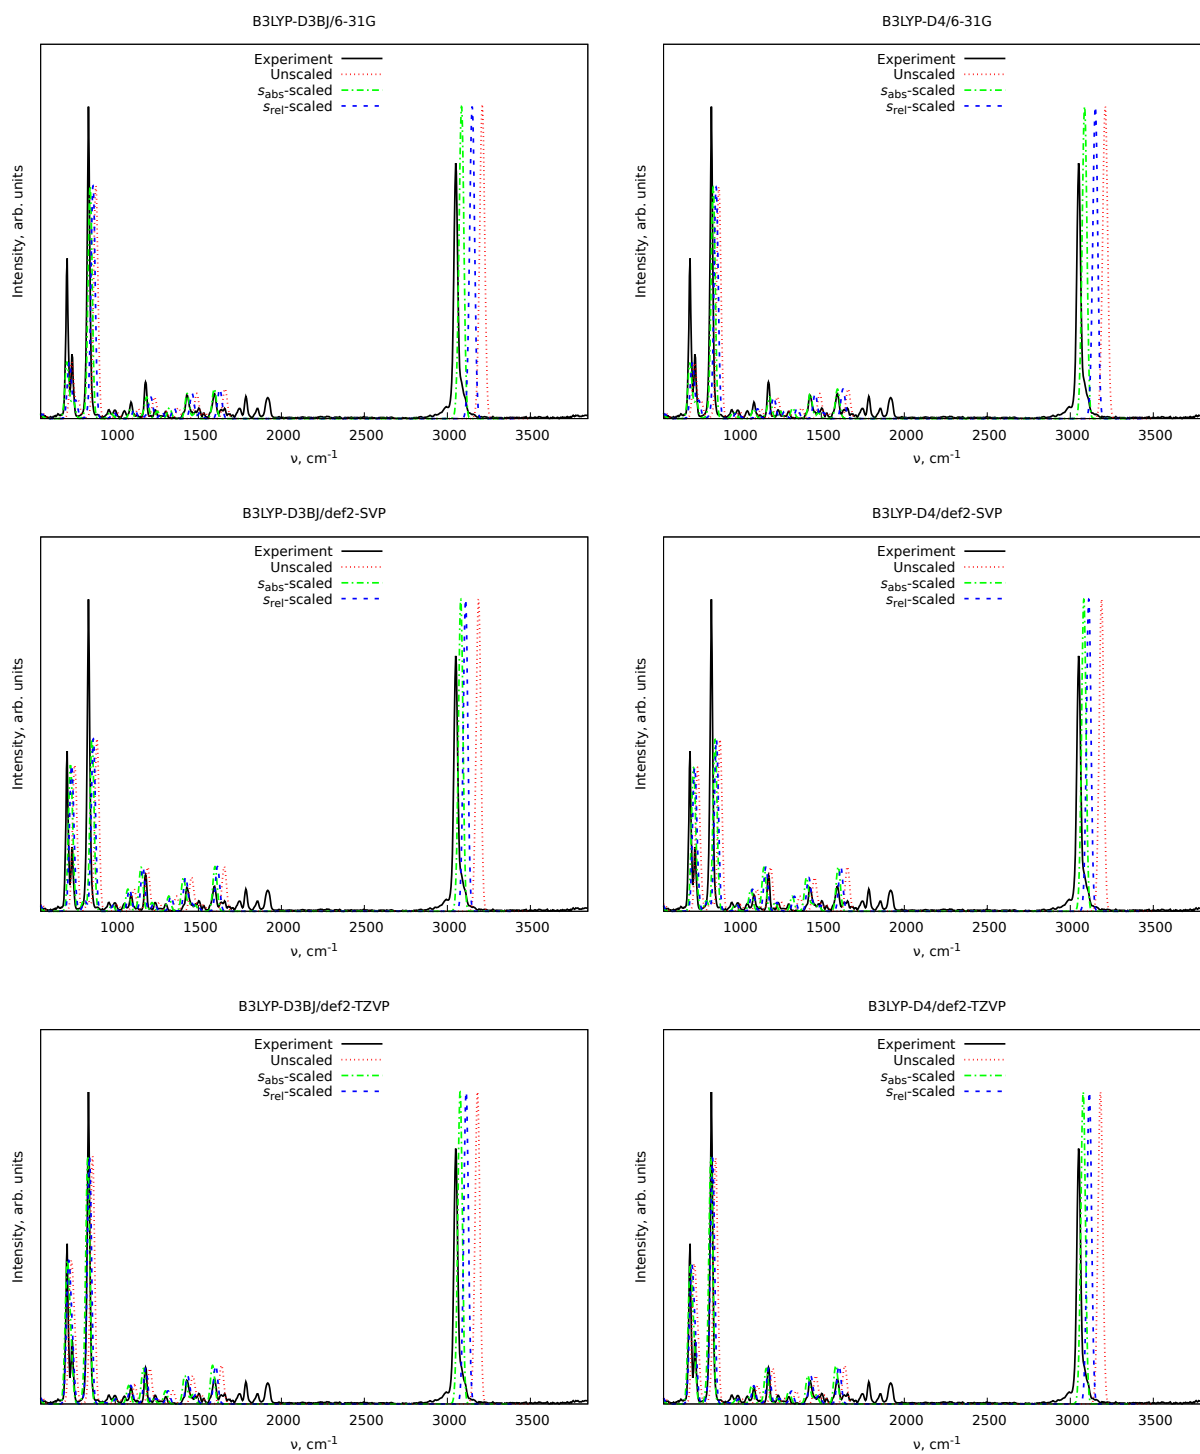 B3LYP-D3BJ/6-31G
Experiment
Unscaled
sabs-scaled
srel-scaled
Intensity, arb. units
1000 1500 2000 2500 3000 3500
ν, cm-1
B3LYP-D4/6-31G
Experiment
Unscaled
sabs-scaled
srel-scaled
Intensity, arb. units
1000 1500 2000 2500 3000 3500
ν, cm-1
B3LYP-D3BJ/def2-SVP
Experiment
Unscaled
sabs-scaled
srel-scaled
Intensity, arb. units
1000 1500 2000 2500 3000 3500
ν, cm-1
B3LYP-D4/def2-SVP
Experiment
Unscaled
sabs-scaled
srel-scaled
Intensity, arb. units
1000 1500 2000 2500 3000 3500
ν, cm-1
B3LYP-D3BJ/def2-TZVP
Experiment
Unscaled
sabs-scaled
srel-scaled
Intensity, arb. units
1000 1500 2000 2500 3000 3500
ν, cm-1
B3LYP-D4/def2-TZVP
Experiment
Unscaled
sabs-scaled
srel-scaled
Intensity, arb. units
1000 1500 2000 2500 3000 3500
ν, cm-1